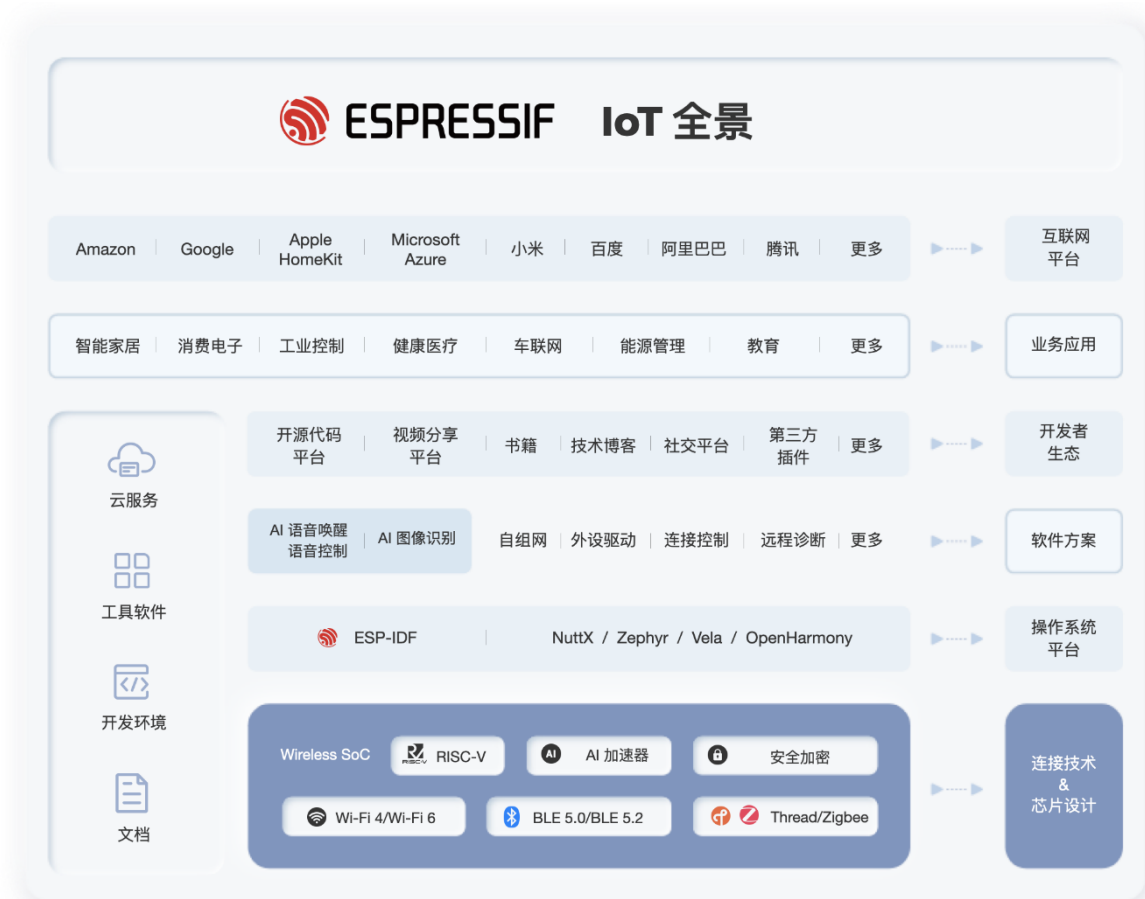 ESPRESSIF IoT 全景
Amazon Google Apple HomeKit Microsoft Azure 小米 百度 阿里巴巴 腾讯 更多 互联网平台
智能家居 消费电子 工业控制 健康医疗 车联网 能源管理 教育 更多 业务应用
云服务
工具软件
开发环境
文档
开源代码平台 视频分享平台 书籍 技术博客 社交平台 第三方插件 更多 开发者生态
AI 语音唤醒 语音控制 AI 图像识别 自组网 外设驱动 连接控制 远程诊断 更多 软件方案
ESP-IDF NuttX / Zephyr / Vela / OpenHarmony 操作系统平台
Wireless SoC RISC-V RISC-V AI AI 加速器 安全加密
Wi-Fi 4/Wi-Fi 6 BLE 5.0/BLE 5.2 Thread/Zigbee
连接技术
&
芯片设计